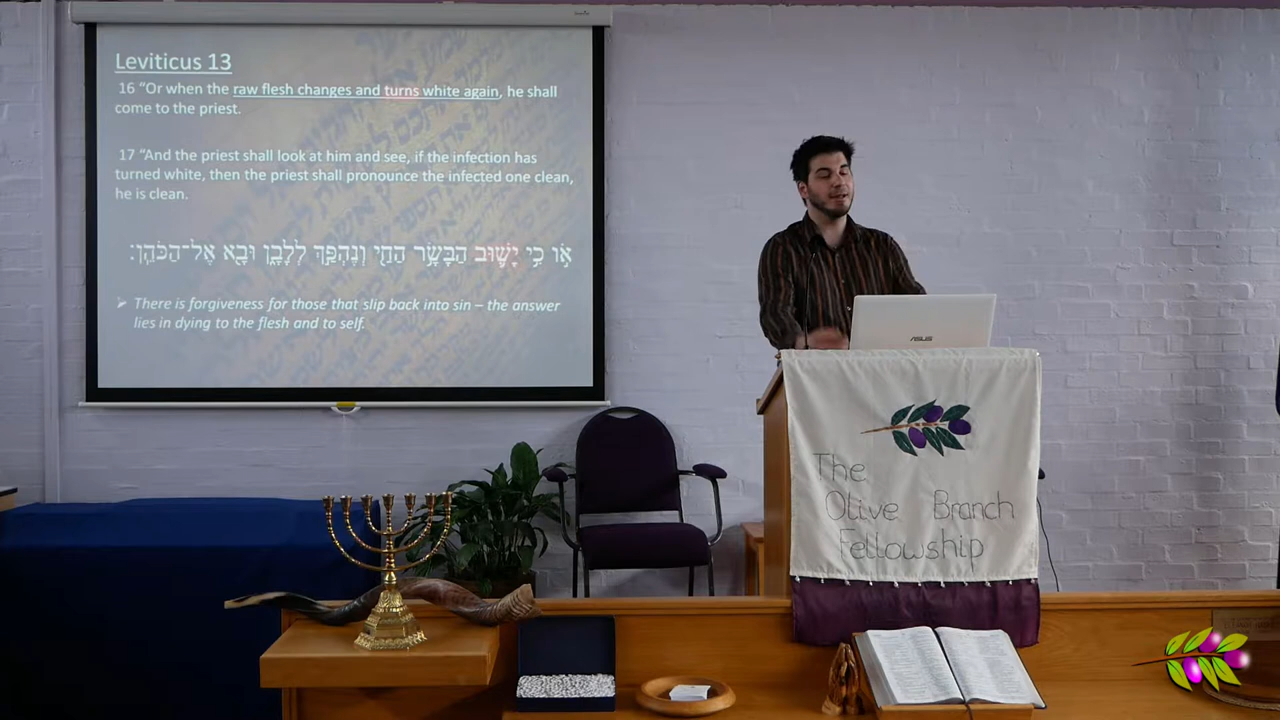 Leviticus 13
16 “Or when the raw flesh changes and turns white again, he shall
come to the priest.
17 “And the priest shall look at him and see, if the infection has
turned white, then the priest shall pronounce the infected one clean,
he is clean.
א֣וֹ כִ֥י יָשׁ֛וּב הַבָּשָׂ֥ר הַחַ֖י וְנֶהְפַּ֣ךְ לְלָבָ֑ן וּבָ֖א אֶל־הַכֹּהֵֽן׃
➢ There is forgiveness for those that slip back into sin – the answer
lies in dying to the flesh and to self.
ASUS
The
Olive Branch
Fellowship